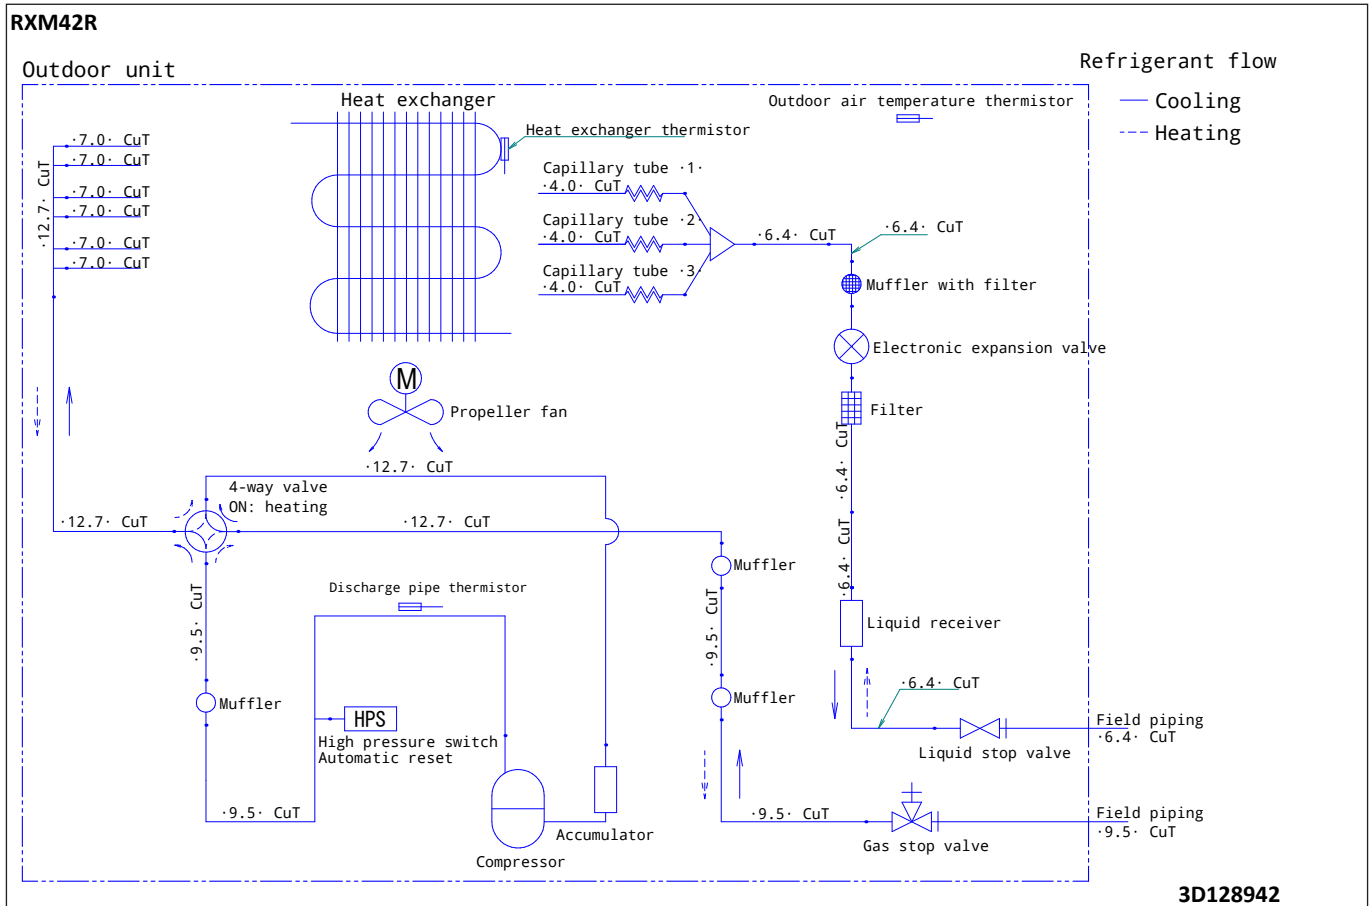 RXM42R
Refrigerant flow
Outdoor unit
Heat exchanger
Outdoor air temperature thermistor
Cooling
Heat exchanger thermistor
Heating
·7.0· CuT
·7.0· CuT
·7.0· CuT
·7.0· CuT
·7.0· CuT
·7.0· CuT
·12.7· CuT
Capillary tube ·1·
·4.0· CuT
Capillary tube ·2·
·4.0· CuT
Capillary tube ·3·
·4.0· CuT
·6.4· CuT
·6.4· CuT
Muffler with filter
Electronic expansion valve
Filter
M
Propeller fan
·6.4· CuT
·6.4· CuT
·12.7· CuT
4-way valve
ON: heating
·12.7· CuT
·12.7· CuT
Muffler
Discharge pipe thermistor
·9.5· CuT
·9.5· CuT
Liquid receiver
Muffler
Muffler
·6.4· CuT
HPS
High pressure switch
Automatic reset
Field piping
·6.4· CuT
Liquid stop valve
·9.5· CuT
·9.5· CuT
Field piping
·9.5· CuT
Accumulator
Compressor
Gas stop valve
3D128942